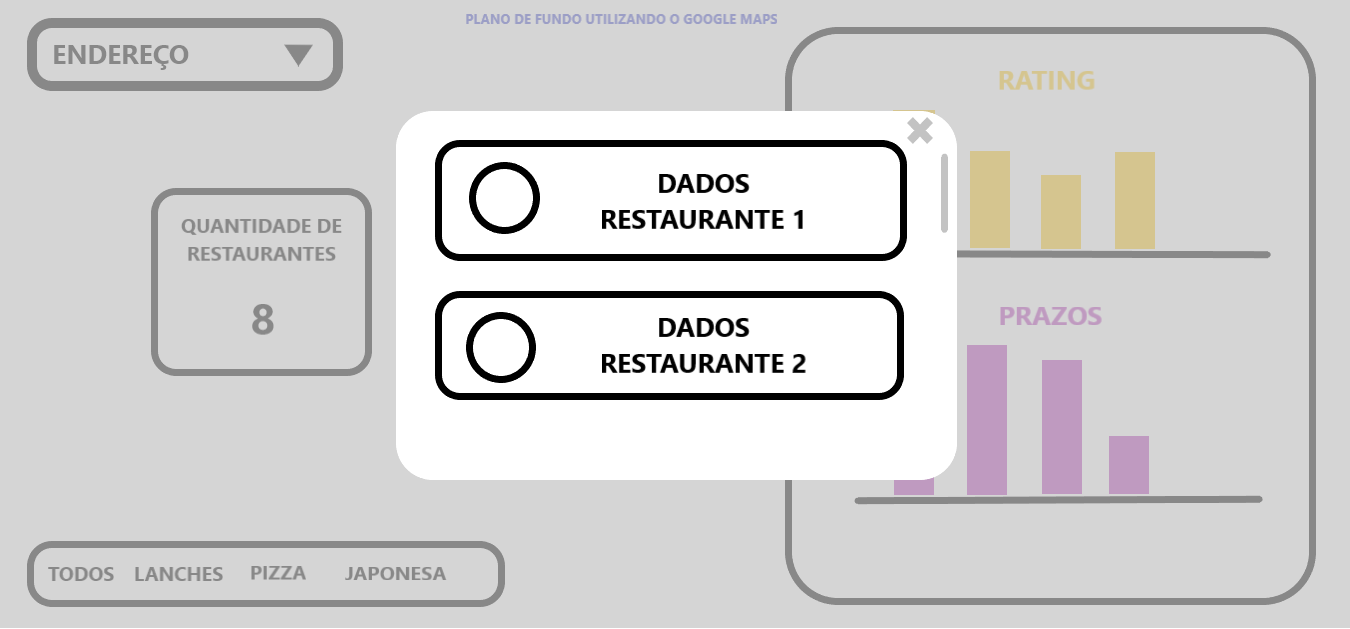 PLANO DE FUNDO UTILIZANDO O GOOGLE MAPS
ENDEREÇO
RATING
DADOS
RESTAURANTE 1
QUANTIDADE DE
RESTAURANTES
8
PRAZOS
DADOS
RESTAURANTE 2
TODOS LANCHES PIZZA JAPONESA